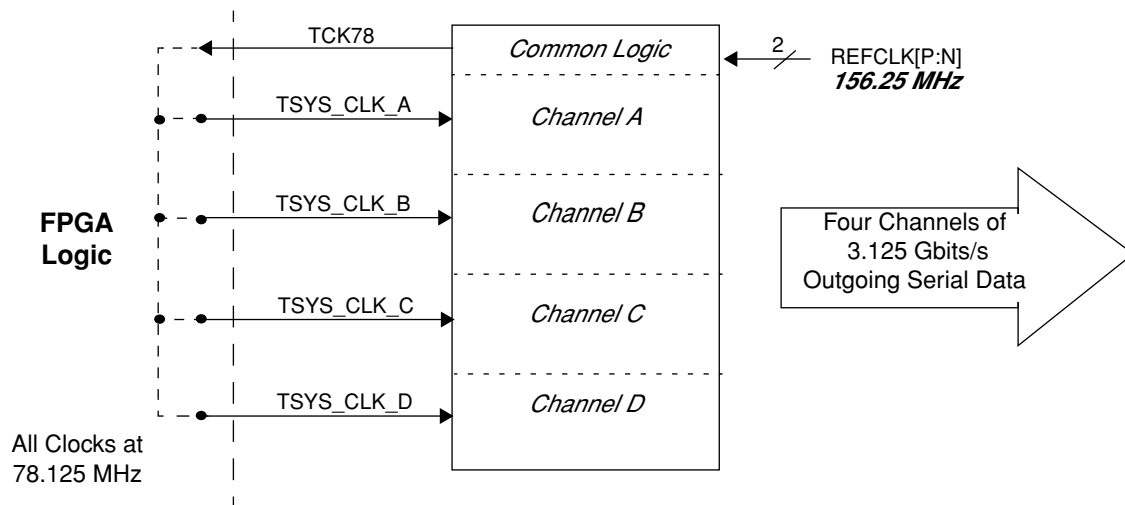 TCK78
Common Logic
2
REFCLK[P:N]
156.25 MHz
TSYS_CLK_A
Channel A
TSYS_CLK_B
Channel B
FPGA
Logic
Four Channels of
3.125 Gbits/s
Outgoing Serial Data
TSYS_CLK_C
Channel C
TSYS_CLK_D
Channel D
All Clocks at
78.125 MHz